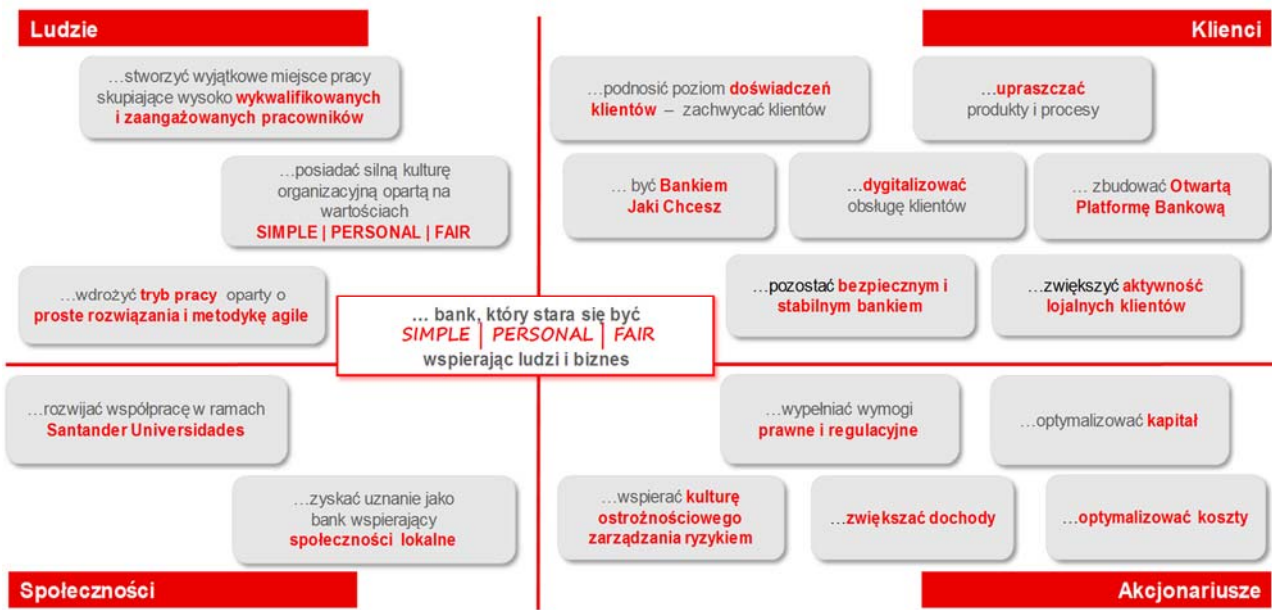 Ludzie
…stworzyć wyjątkowe miejsce pracy
skupiające wysoko wykwalifikowanych
i zaangażowanych pracowników
…posiadać silną kulturę
organizacyjną opartą na
wartościach
SIMPLE | PERSONAL | FAIR
…wdrożyć tryb pracy oparty o
proste rozwiązania i metodykę agile
Klienci
…podnosić poziom doświadczeń
klientów – zachwycać klientów
…upraszczać
produkty i procesy
… być Bankiem
Jaki Chcesz
…dygitalizować
obsługę klientów
… zbudować Otwartą
Platformę Bankową
…pozostać bezpiecznym i
stabilnym bankiem
…zwiększyć aktywność
lojalnych klientów
… bank, który stara się być
SIMPLE | PERSONAL | FAIR
wspierając ludzi i biznes
…rozwijać współpracę w ramach
Santander Universidades
…zyskać uznanie jako
bank wspierający
społeczności lokalne
Społeczności
…wypełniać wymogi
prawne i regulacyjne
…optymalizować kapitał
…wspierać kulturę
ostrożnościowego
zarządzania ryzykiem
…zwiększać dochody
…optymalizować koszty
Akcjonariusze